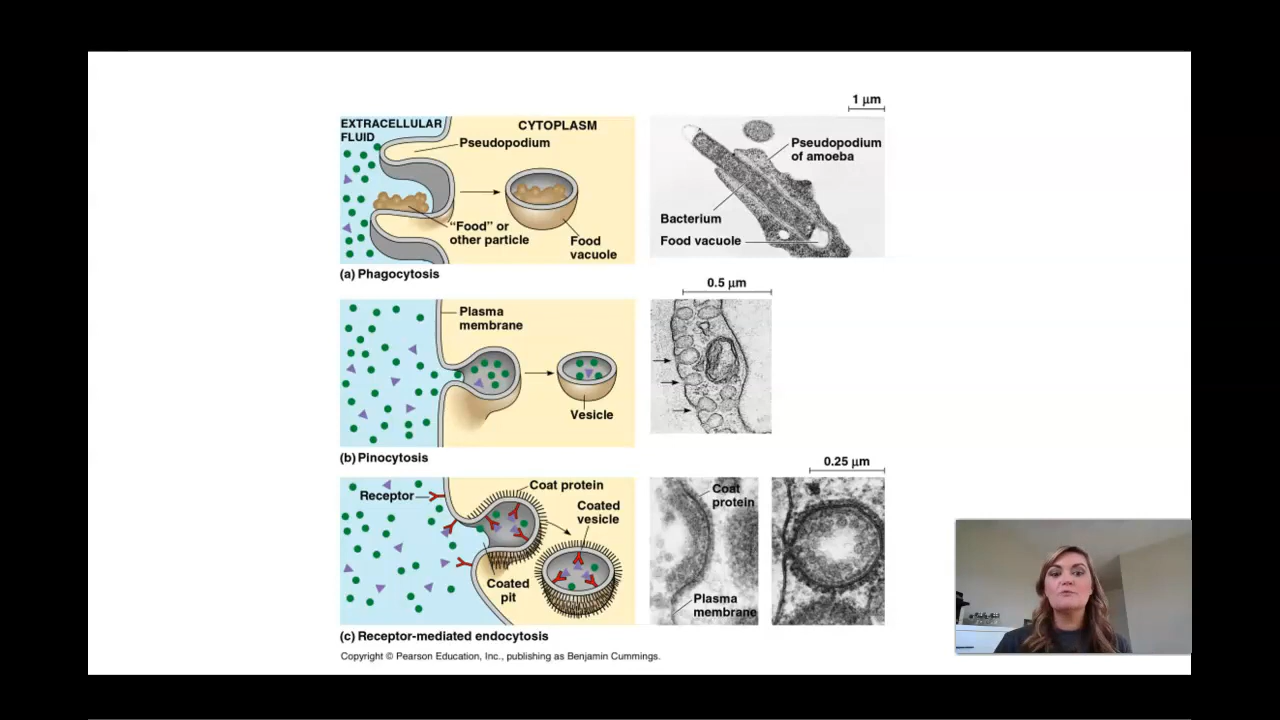 1 µm
EXTRACELLULAR
FLUID
CYTOPLASM
Pseudopodium
"Food" or
other particle
Food
vacuole
Pseudopodium
of amoeba
Bacterium
Food vacuole
(a) Phagocytosis
0.5 µm
Plasma
membrane
Vesicle
(b) Pinocytosis
0.25 µm
Receptor
Coat protein
Coated
vesicle
Coated
pit
Coat
protein
Plasma
membrane
(c) Receptor-mediated endocytosis
Copyright © Pearson Education, Inc., publishing as Benjamin Cummings.